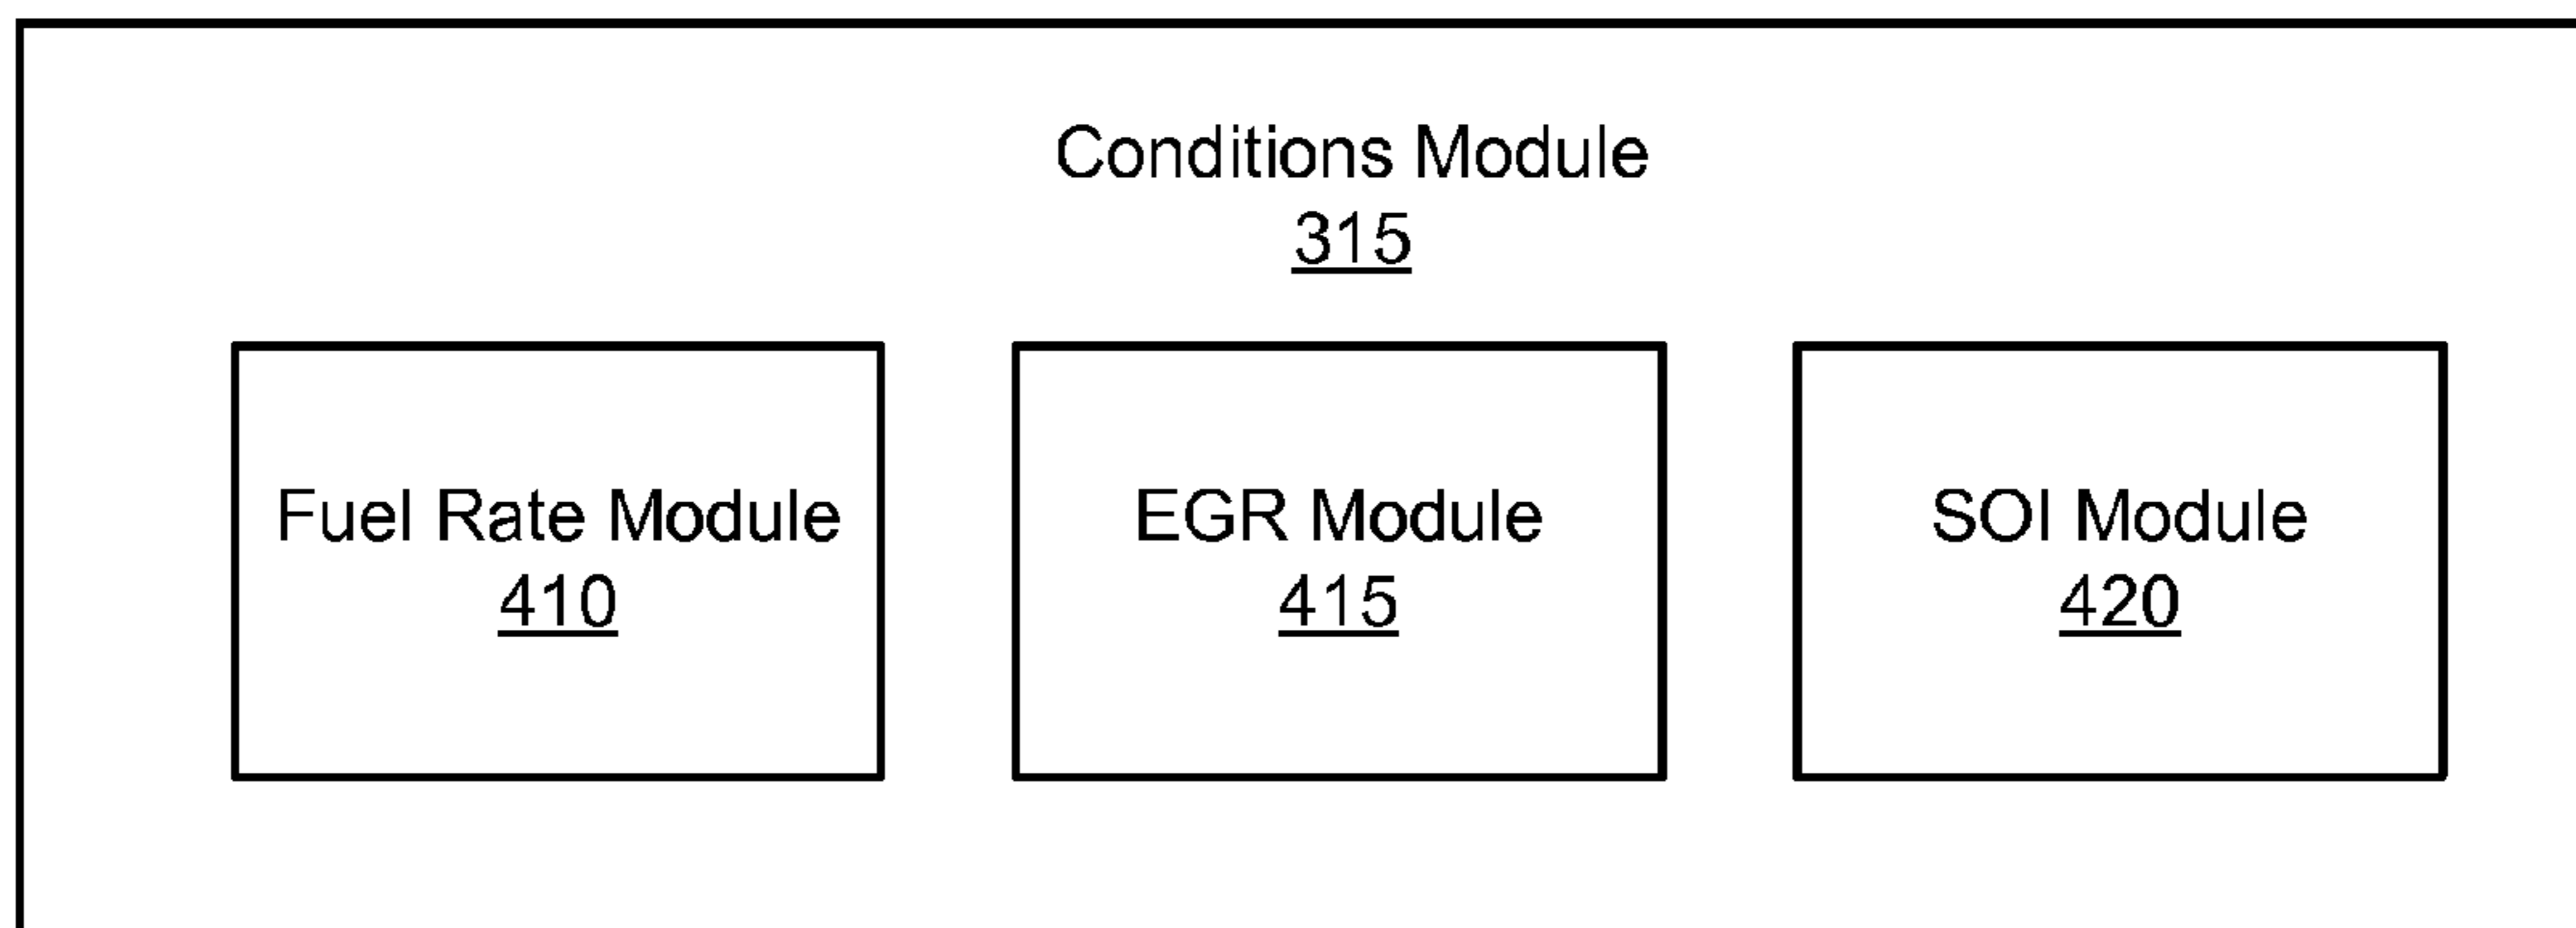 Conditions Module
315
Fuel Rate Module
410
EGR Module
415
SOI Module
420